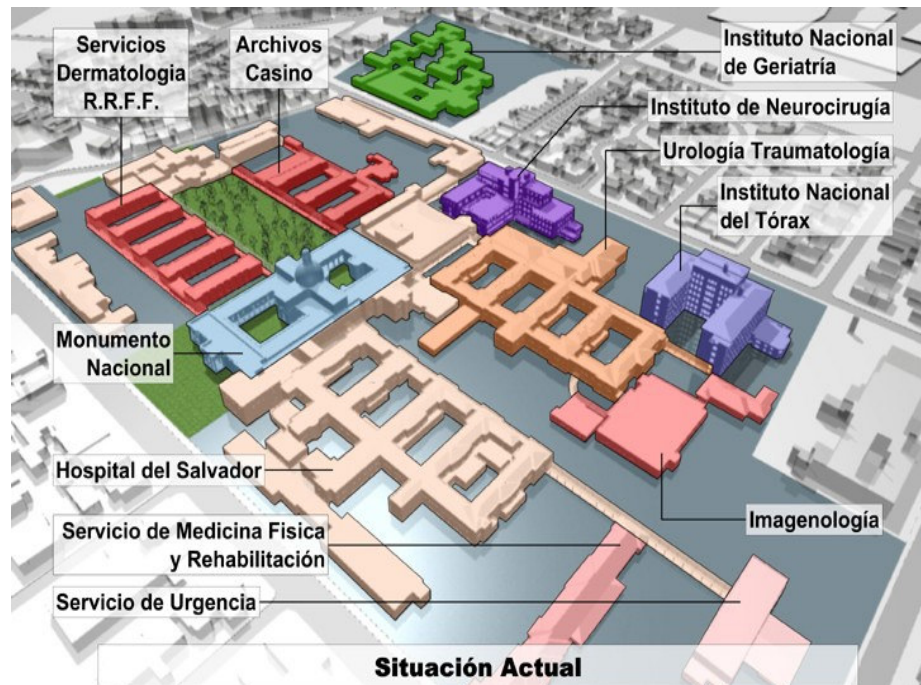 Servicios
Dermatologia
R.R.F.F.
Archivos
Casino
Instituto Nacional
de Geriatría
Instituto de Neurocirugía
Urología Traumatología
Instituto Nacional
del Tórax
Monumento
Nacional
Hospital del Salvador
Imagenología
Servicio de Medicina Fisica
y Rehabilitación
Servicio de Urgencia
Situación Actual